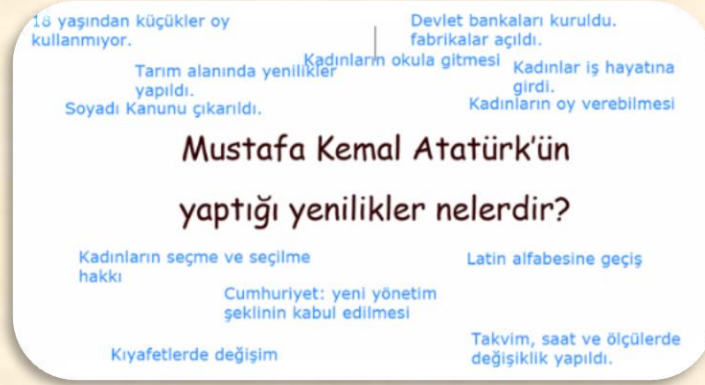 18 yaşından küçükler oy
kullanmıyor.
Devlet bankaları kuruldu.
fabrikalar açıldı.
Kadınların okula gitmesi
Tarım alanında yenilikler
yapıldı.
Kadınlar iş hayatına
girdi.
Soyadı Kanunu çıkarıldı.
Kadınların oy verebilmesi
Mustafa Kemal Atatürk'ün
yaptığı yenilikler nelerdir?
Kadınların seçme ve seçilme
hakkı
Latin alfabesine geçiş
Cumhuriyet: yeni yönetim
şeklinin kabul edilmesi
Kıyafetlerde değişim
Takvim, saat ve ölçülerde
değişiklik yapıldı.